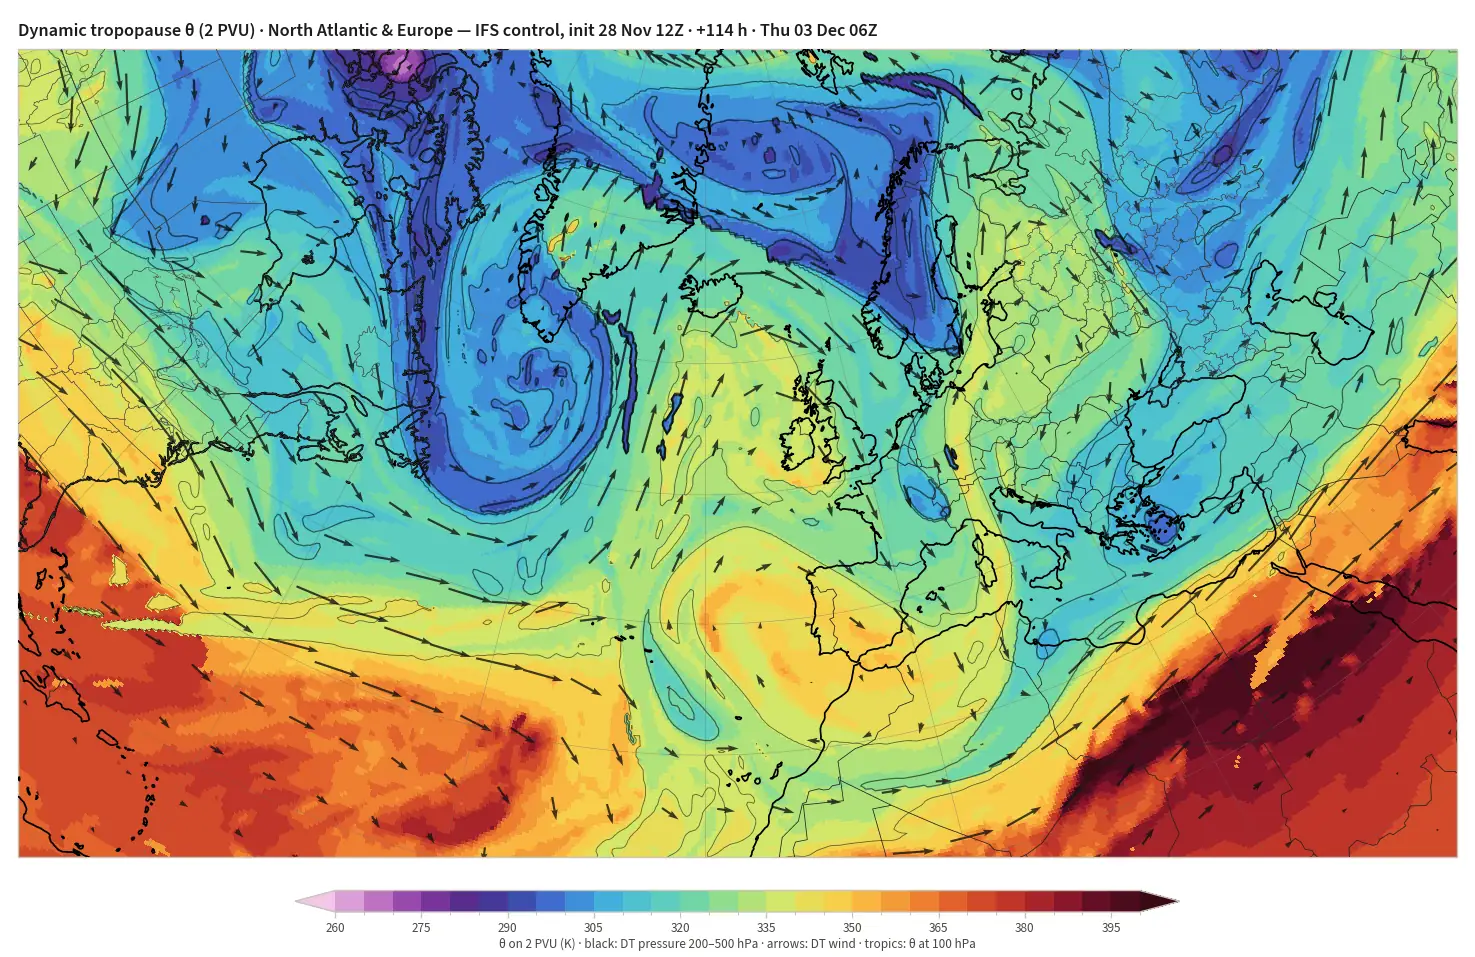 Dynamic tropopause θ (2 PVU) · North Atlantic & Europe — IFS control, init 28 Nov 12Z · +114 h · Thu 03 Dec 06Z
260 275 290 305 320 335 350 365 380 395
θ on 2 PVU (K) · black: DT pressure 200–500 hPa · arrows: DT wind · tropics: θ at 100 hPa